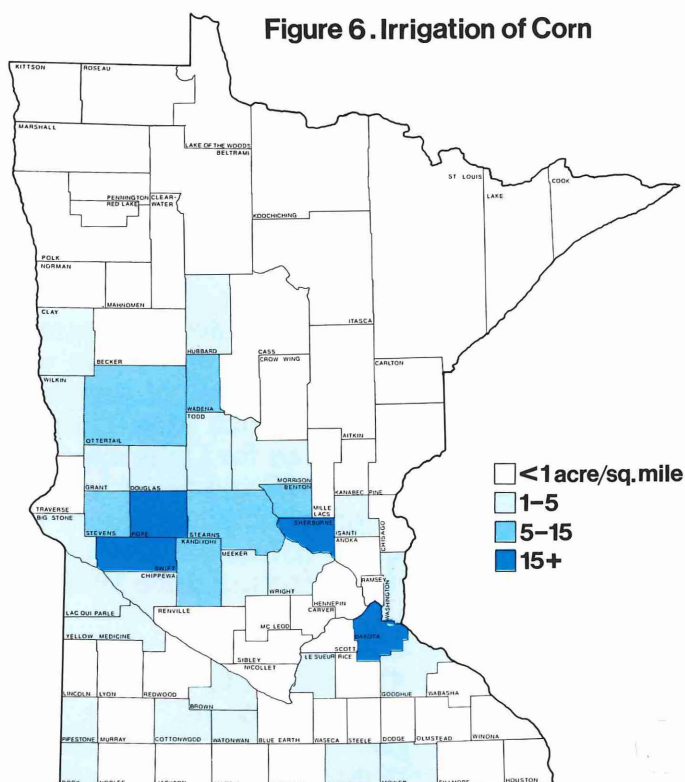 Figure 6. Irrigation of Corn
KITTSON
ROSEAU
MARSHALL
LAKE OF THE WOODS
BELTRAMI
ST LOUIS
COOK
LAKE
PENNINGTON
CLEAR-
RED LAKE
WATER
KOOCHICHING
POLK
NORMAN
MAHNOMEN
CLAY
ITASCA
BECKER
HUBBARD
CASS
CROW WING
CARLTON
WILKIN
WADENA
TODD
OTTERTAIL
AITKIN
<1 acre/sq. mile
1–5
5–15
15+
GRANT
DOUGLAS
MORRISON
BENTON
KANABEC
PINE
MILLE
LACS
TRAVERSE
BIG STONE
STEVENS
POPE
STEARNS
SHERBURNE
ISANTI
ANOKA
CHISAGO
KANDIYOHI
MEEKER
SWIFT
CHIPPEWA
WRIGHT
RAMSEY
WASHINGTON
LAC QUI PARLE
RENVILLE
HENNEPIN
CARVER
MC LEOD
DAKOTA
YELLOW MEDICINE
SCOTT
SIBLEY
LE SUEUR
RICE
NICOLLET
LINCOLN
LYON
REDWOOD
GOODHUE
WABASHA
BROWN
PIPESTONE
MURRAY
COTTONWOOD
WATONWAN
BLUE EARTH
WASECA
STEELE
DODGE
OLMSTEAD
WINONA
HOUSTON